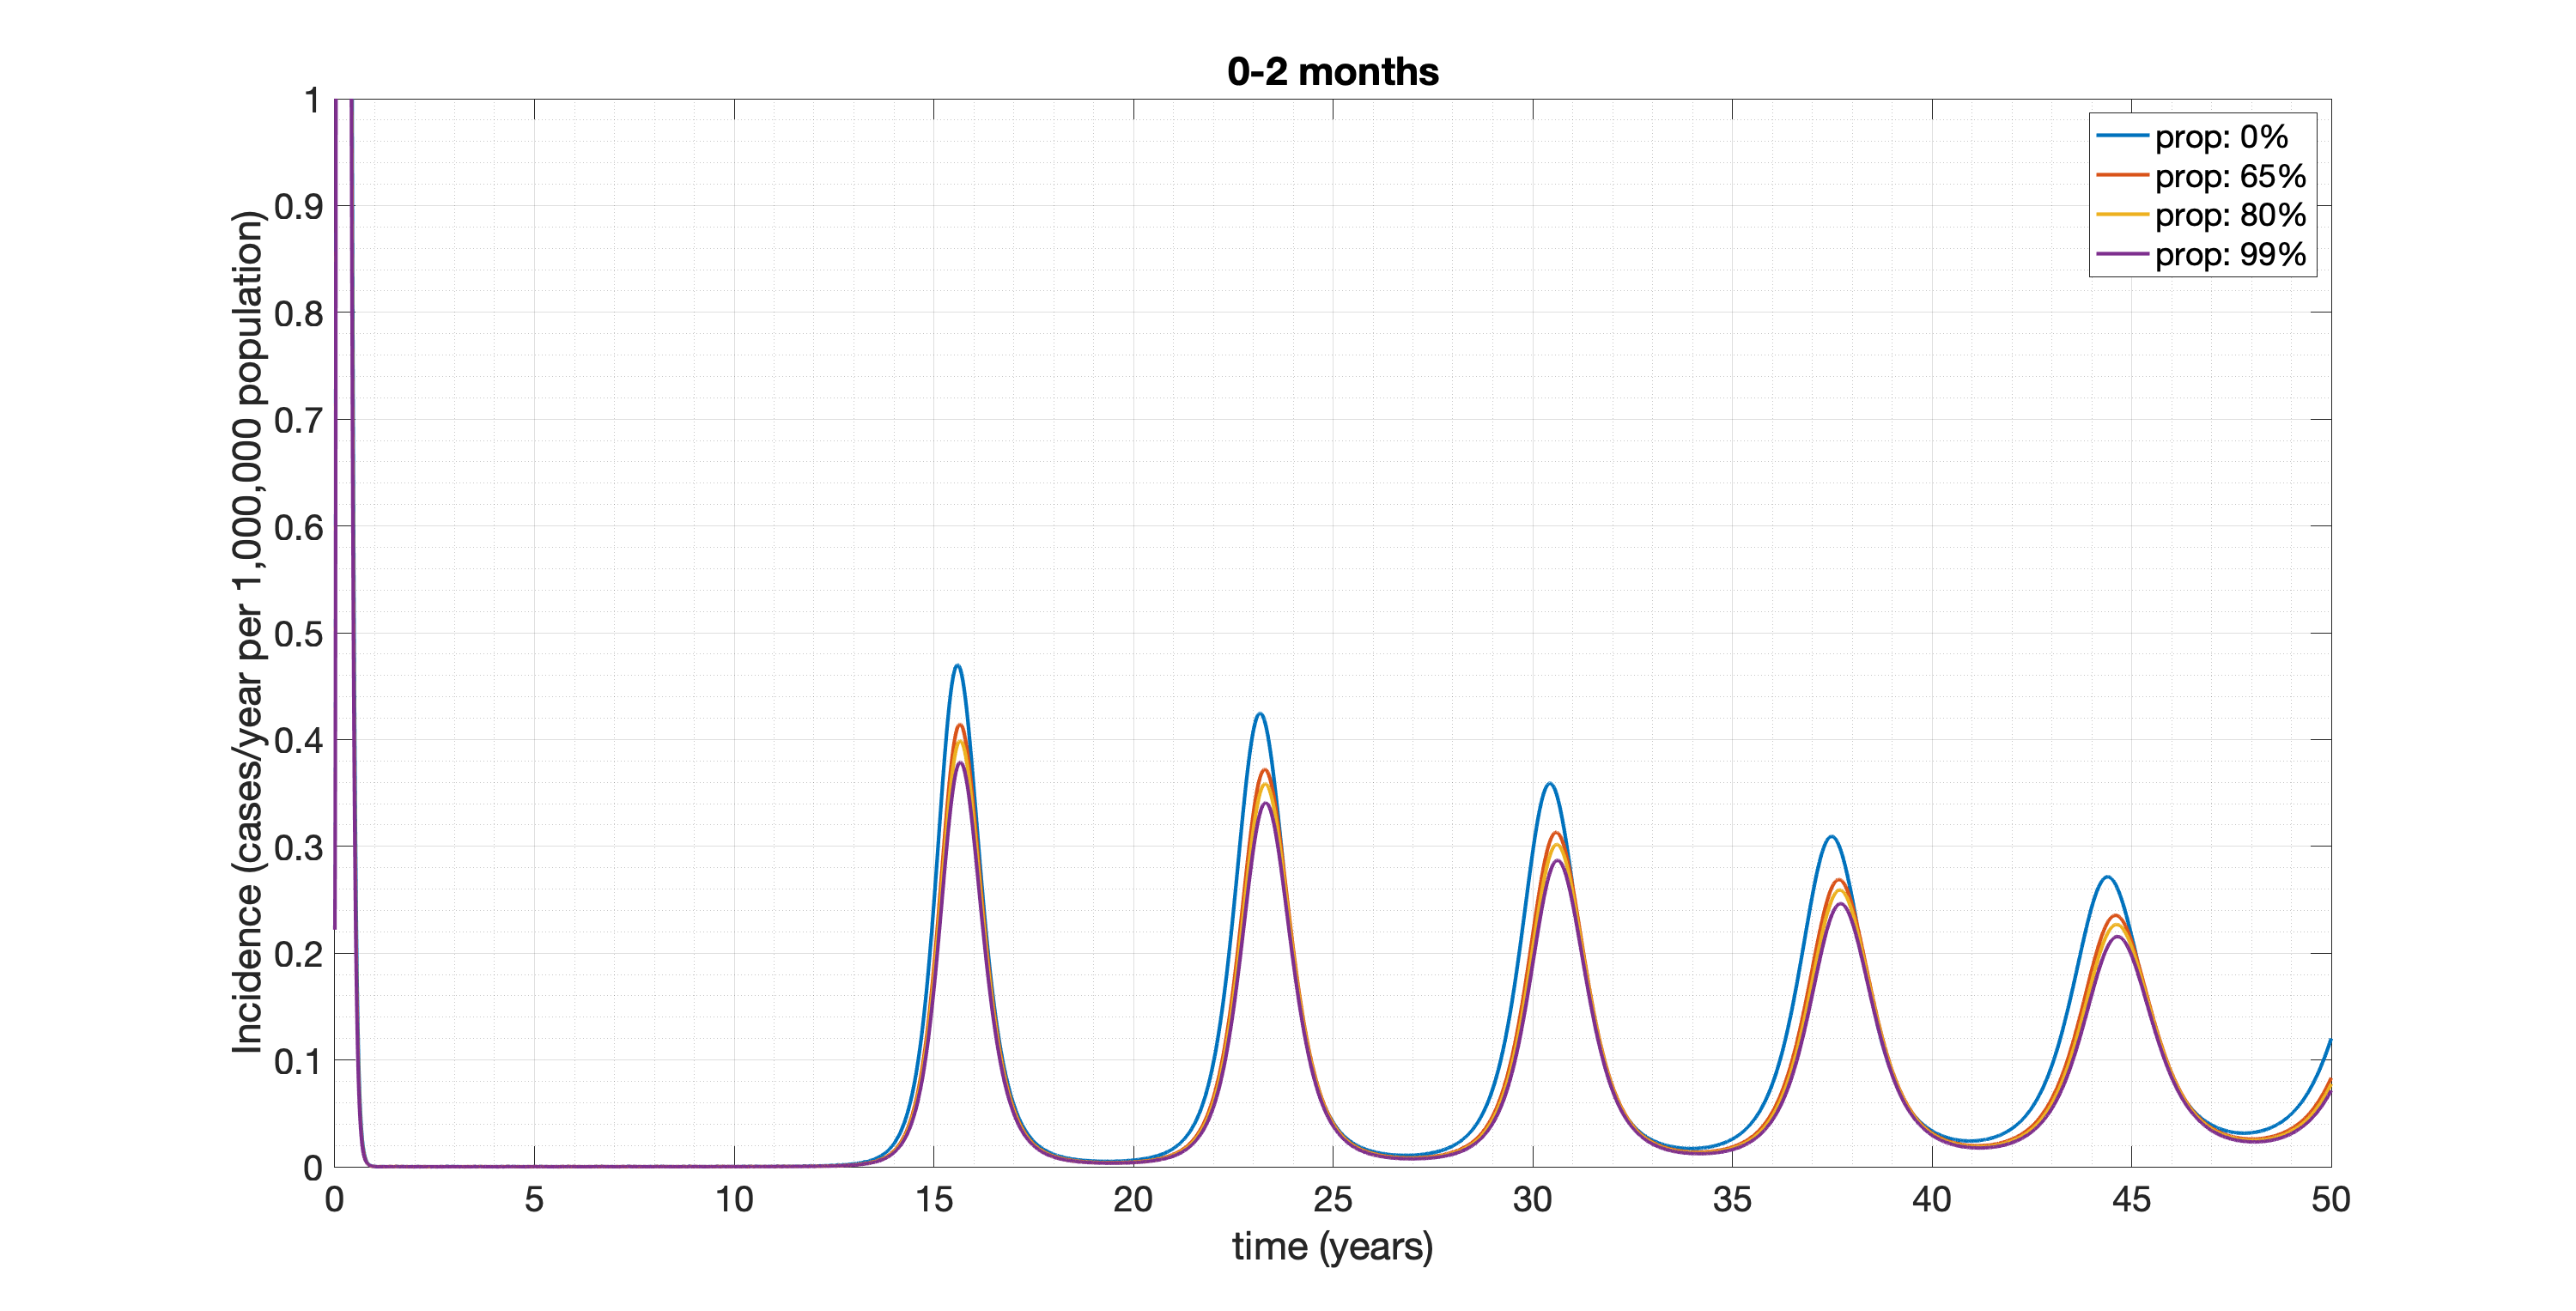 0-2 months
prop: 0%
prop: 65%
prop: 80%
prop: 99%
Incidence (cases/year per 1,000,000 population)
1
0.9
0.8
0.7
0.6
0.5
0.4
0.3
0.2
0.1
0
0 5 10 15 20 25 30 35 40 45 50
time (years)